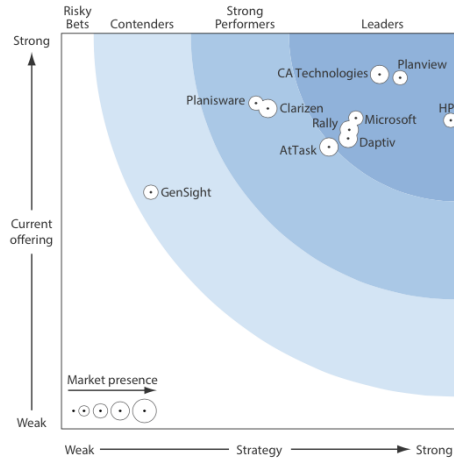 Risky
Bets
Contenders
Strong
Performers
Leaders
Strong
CA Technologies
Planview
Planisware
Clarizen
Microsoft
HP
Rally
Daptiv
AtTask
GenSight
Current
offering
Market presence
Weak
Weak
Strategy
Strong